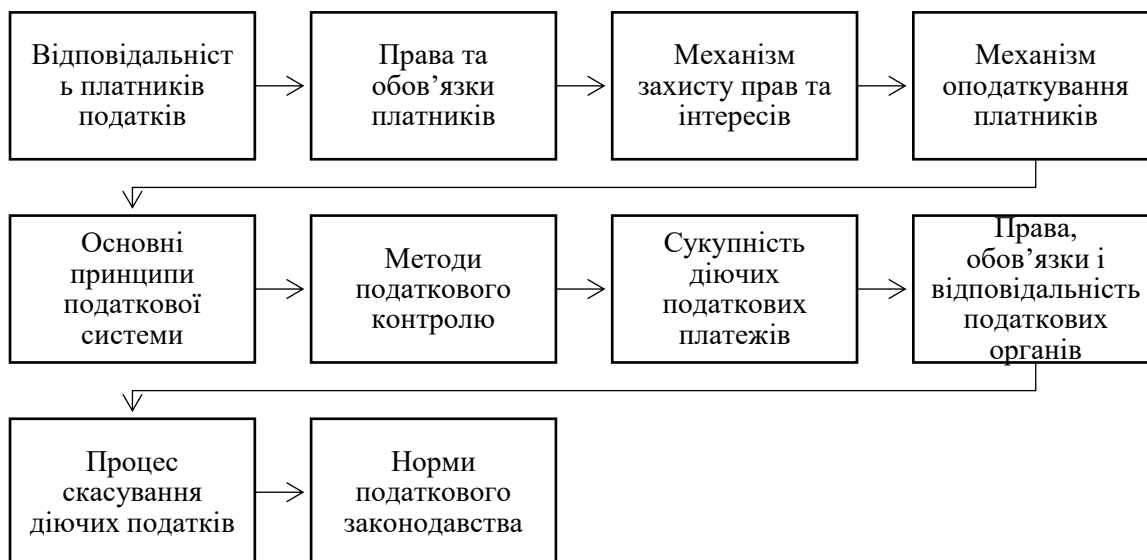 Відповідальніст
ь платників
податків
Права та
обов’язки
платників
Механізм
захисту прав та
інтересів
Механізм
оподаткування
платників
Основні
принципи
податкової
системи
Методи
податкового
контролю
Сукупність
діючих
податкових
платежів
Права,
обов’язки і
відповідальність
податкових
органів
Процес
скасування
діючих податків
Норми
податкового
законодавства